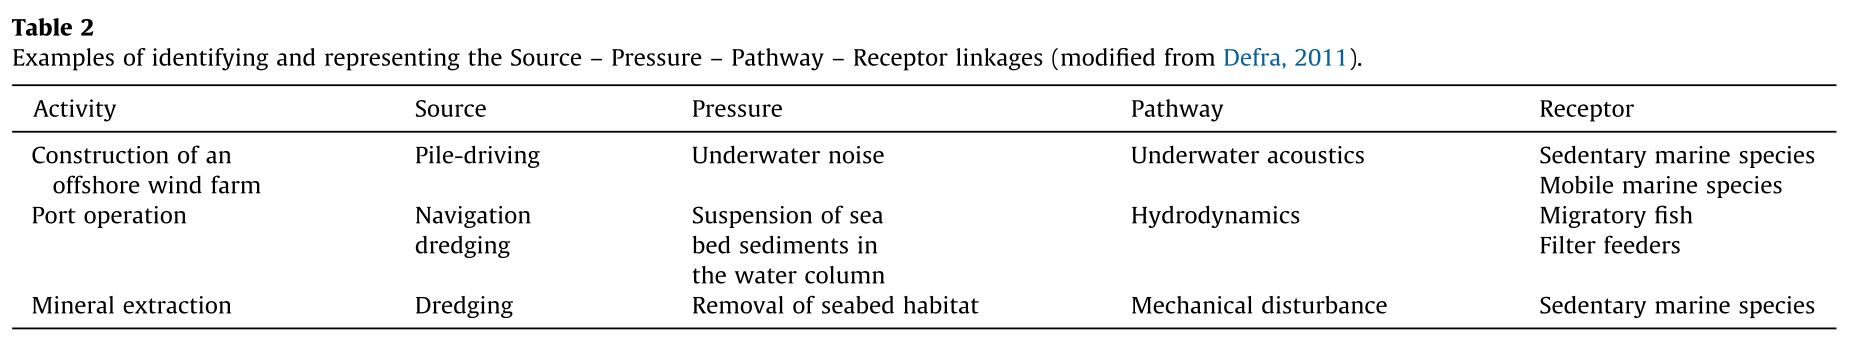 Table 2
Examples of identifying and representing the Source – Pressure – Pathway – Receptor linkages (modified from Defra, 2011).
Activity Source Pressure Pathway Receptor
Construction of an Pile-driving Underwater noise Underwater acoustics Sedentary marine species
offshore wind farm Mobile marine species
Port operation Navigation Suspension of sea Hydrodynamics Migratory fish
dredging bed sediments in Filter feeders
the water column
Mineral extraction Dredging Removal of seabed habitat Mechanical disturbance Sedentary marine species